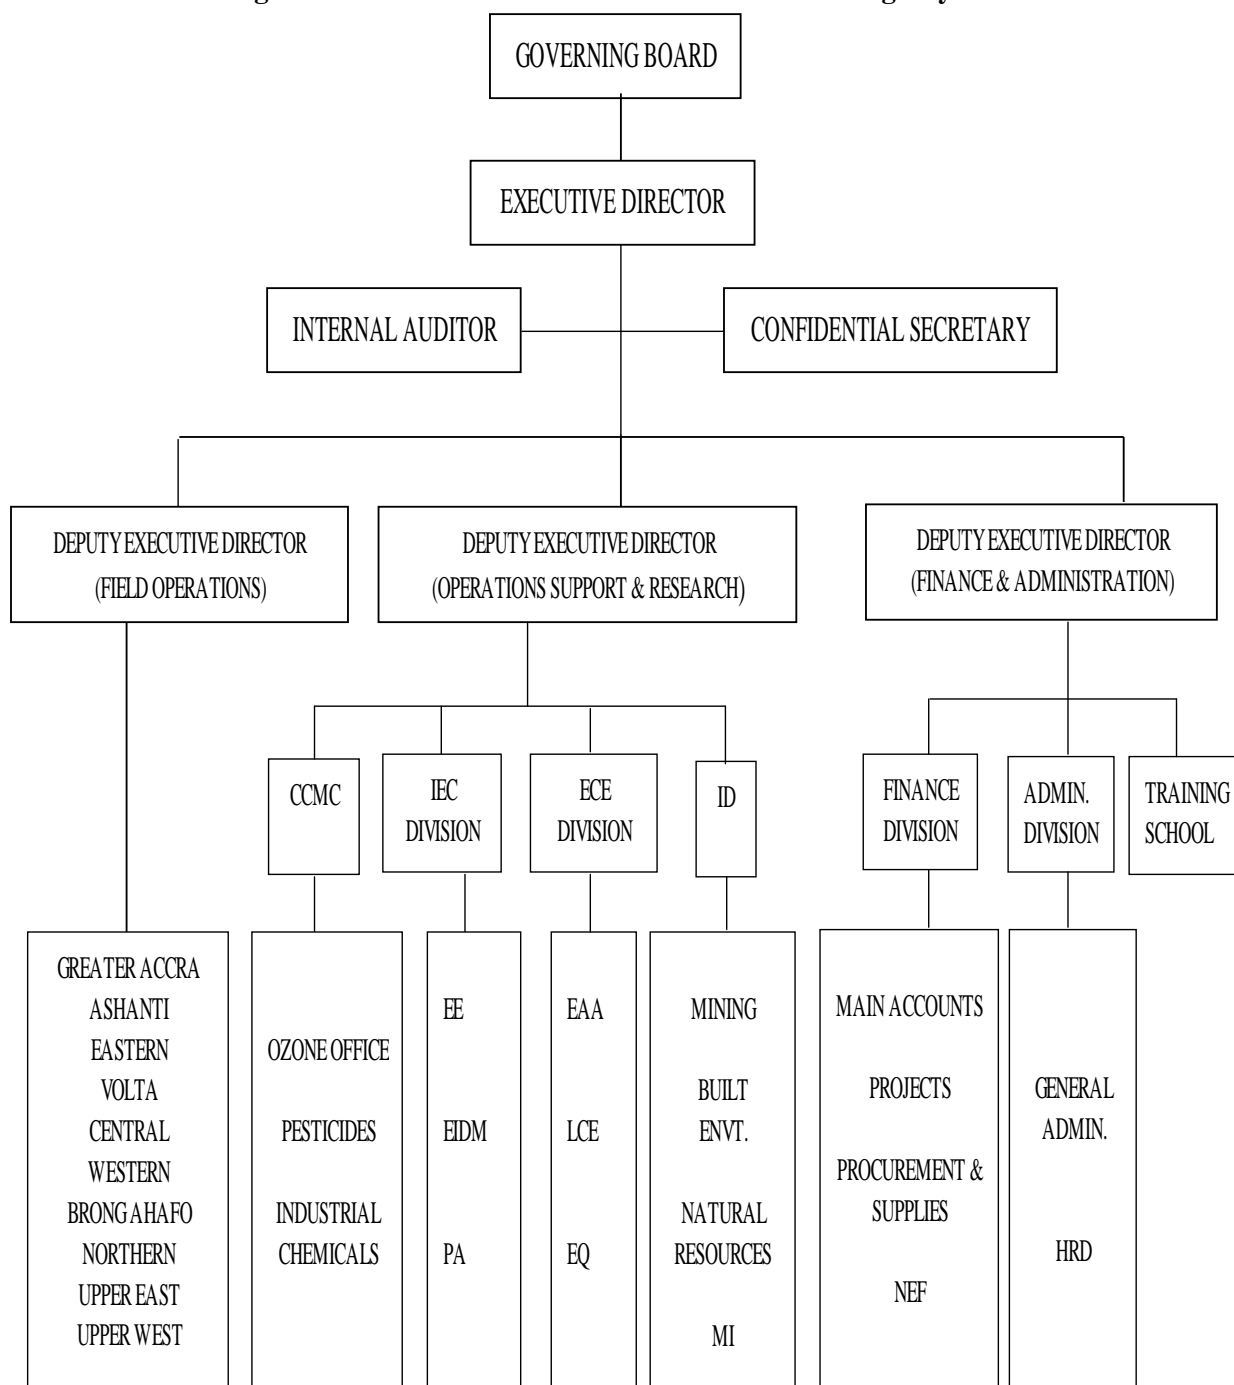 GOVERNING BOARD
EXECUTIVE DIRECTOR
INTERNAL AUDITOR
CONFIDENTIAL SECRETARY
DEPUTY EXECUTIVE DIRECTOR
(FIELD OPERATIONS)
DEPUTY EXECUTIVE DIRECTOR
(OPERATIONS SUPPORT & RESEARCH)
DEPUTY EXECUTIVE DIRECTOR
(FINANCE & ADMINISTRATION)
CCMC
IEC
DIVISION
ECE
DIVISION
ID
FINANCE
DIVISION
ADMIN.
DIVISION
TRAINING
SCHOOL
GREATER ACCRA
ASHANTI
EASTERN
VOLTA
CENTRAL
WESTERN
BRONG AHAFO
NORTHERN
UPPER EAST
UPPER WEST
OZONE OFFICE
PESTICIDES
INDUSTRIAL
CHEMICALS
EE
EIDM
PA
EAA
LCE
EQ
MINING
BUILT
ENVT.
NATURAL
RESOURCES
MI
MAIN ACCOUNTS
PROJECTS
PROCUREMENT &
SUPPLIES
NEF
GENERAL
ADMIN.
HRD